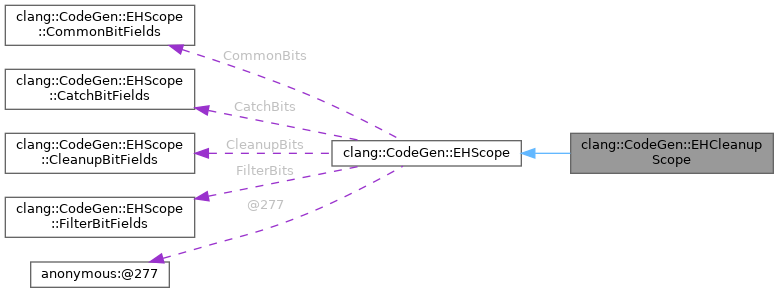 clang::CodeGen::EHScope
::CommonBitFields
CommonBits
clang::CodeGen::EHScope
::CatchBitFields
CatchBits
clang::CodeGen::EHScope
::CleanupBitFields
CleanupBits
clang::CodeGen::EHScope
clang::CodeGen::EHCleanup
Scope
FilterBits
clang::CodeGen::EHScope
::FilterBitFields
@277
anonymous:@277